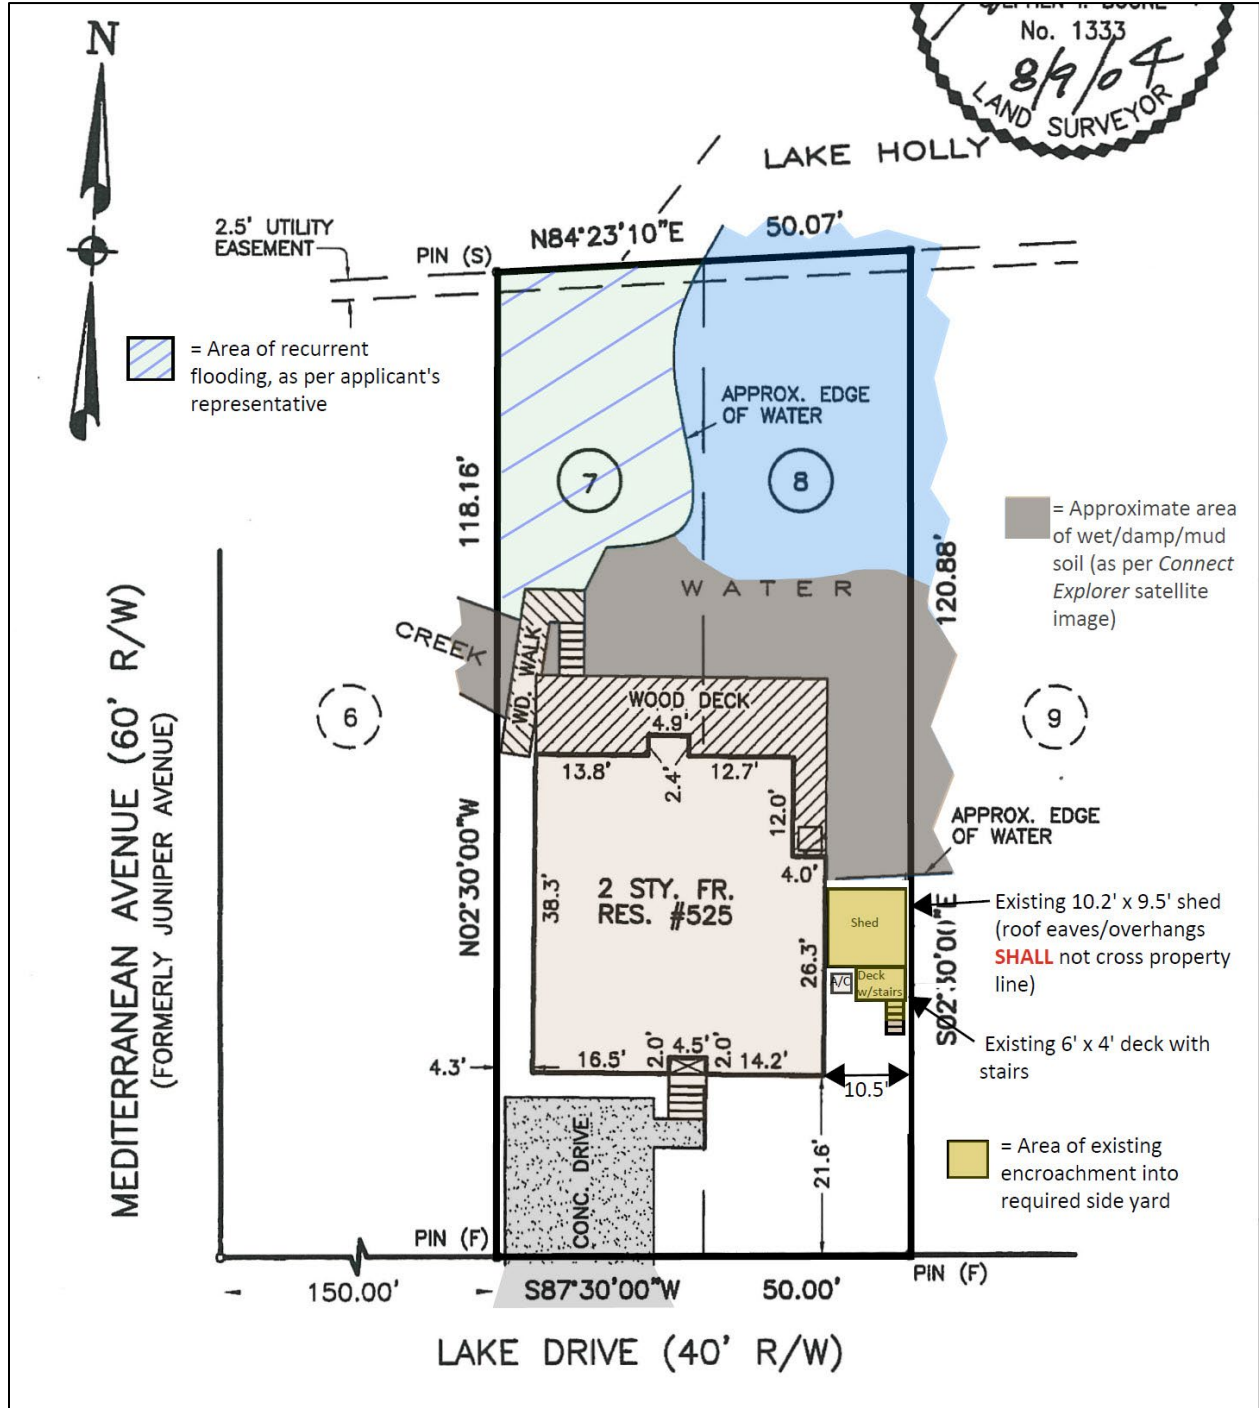 No. 1333
8/9/04
LAND SURVEYOR
N
LAKE HOLLY
2.5' UTILITY
EASEMENT
PIN (S)
N84°23'10"E
50.07'
= Area of recurrent
flooding, as per applicant's
representative
APPROX. EDGE
OF WATER
7
8
118.16'
= Approximate area
of wet/damp/mud
soil (as per Connect
Explorer satellite
image)
120.88'
WATER
CREEK
WD. WALK
WOOD DECK
6
9
4.9'
13.8'
2.4'
12.7'
12.0'
APPROX. EDGE
OF WATER
4.0'
MEDITERRANEAN AVENUE (60' R/W)
(FORMERLY JUNIPER AVENUE)
N02°30'00"W
38.3'
2 STY. FR.
RES. #525
26.3'
Shed
A/C
Deck
w/stairs
Existing 10.2' x 9.5' shed
(roof eaves/overhangs
SHALL not cross property
line)
S02°30'00"E
Existing 6' x 4' deck with
stairs
4.3'
16.5'
2.0'
4.5'
2.0'
14.2'
10.5'
21.6'
CONC. DRIVE
= Area of existing
encroachment into
required side yard
PIN (F)
PIN (F)
150.00'
S87°30'00"W
50.00'
LAKE DRIVE (40' R/W)